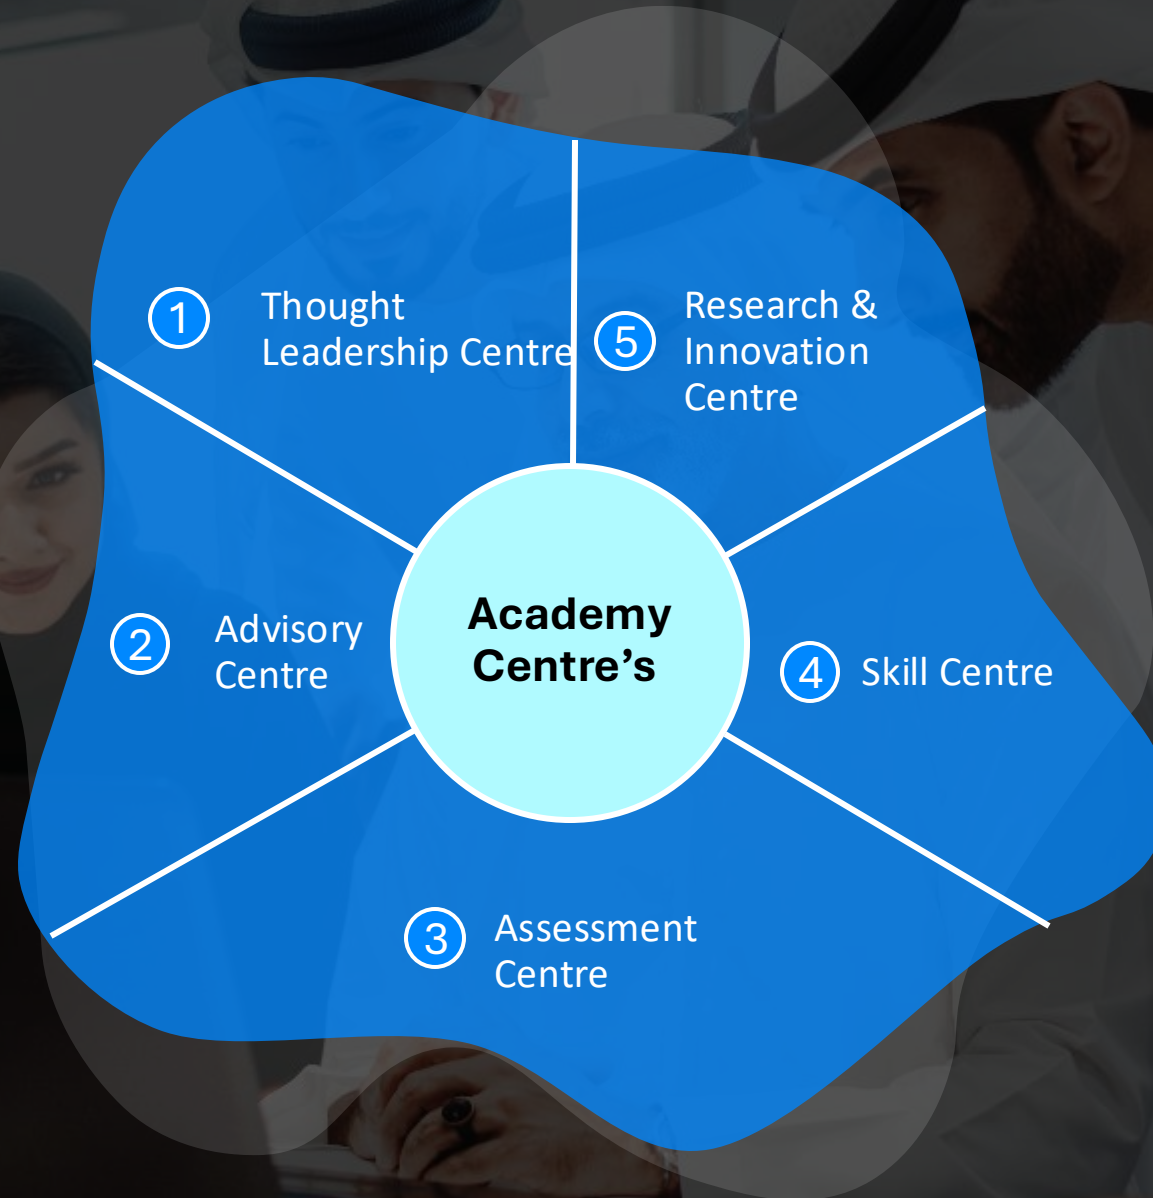 1
Thought
Leadership Centre
5
Research &
Innovation
Centre
2
Advisory
Centre
Academy
Centre’s
4
Skill Centre
3
Assessment
Centre